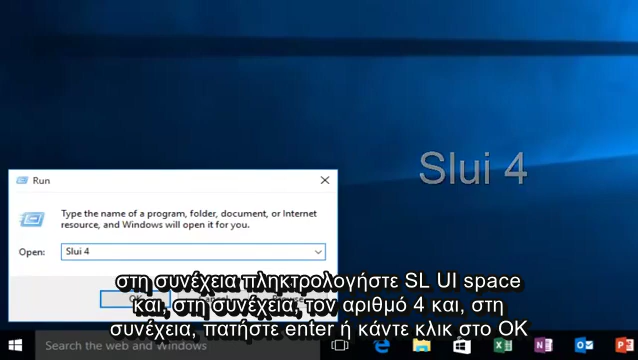 Slui 4
Run
Type the name of a program, folder, document, or Internet
resource, and Windows will open it for you.
Open: Slui 4
στη συνέχεια πληκτρολογήστε SL UI space
και, στη συνέχεια, τον αριθμό 4 και, στη
συνέχεια, πατήστε enter ή κάντε κλικ στο OK
Search the web and Windows